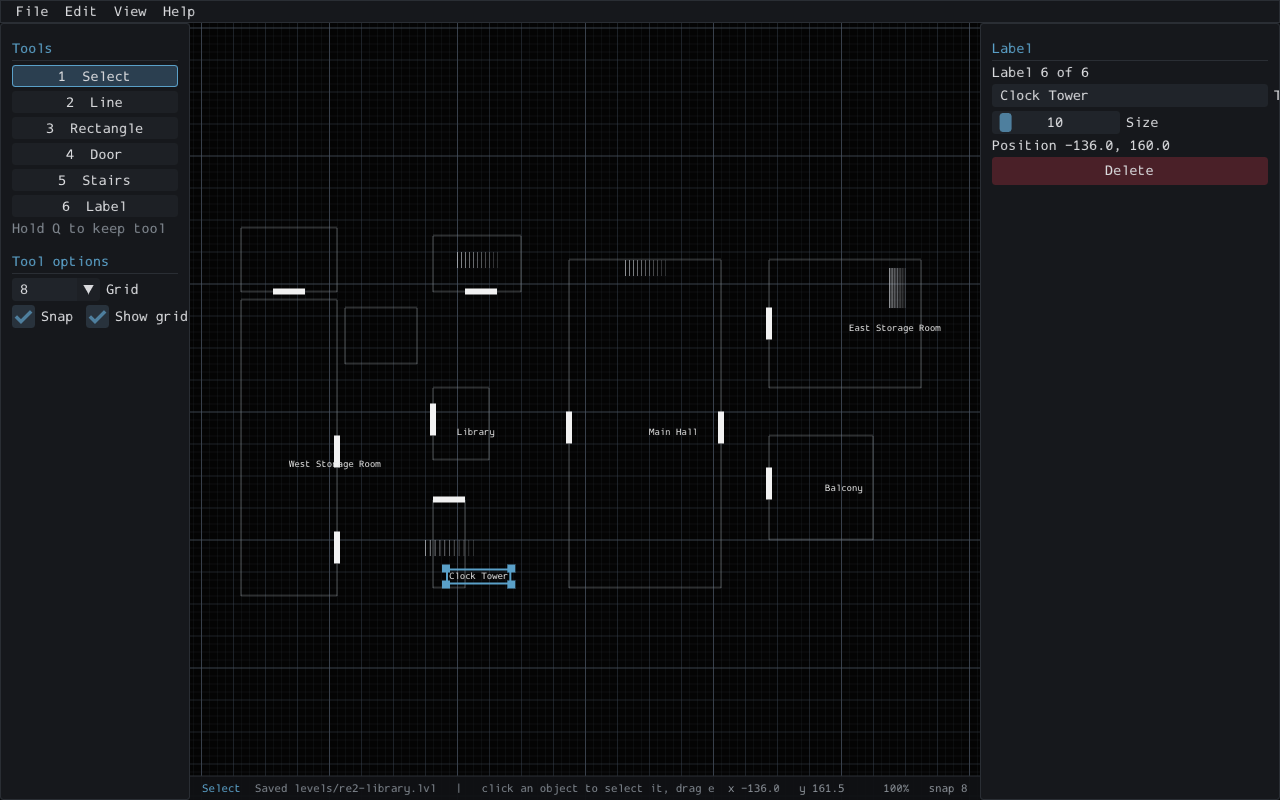 File Edit View Help
Tools
1 Select
2 Line
3 Rectangle
4 Door
5 Stairs
6 Label
Hold Q to keep tool
Tool options
8 Grid
Snap Show grid
East Storage Room
Library
Main Hall
West Storage Room
Balcony
Clock Tower
Label
Label 6 of 6
Clock Tower
10 Size
Position -136.0, 160.0
Delete
Select Saved levels/re2-library.lvl | click an object to select it, drag e x -136.0 y 161.5 100% snap 8